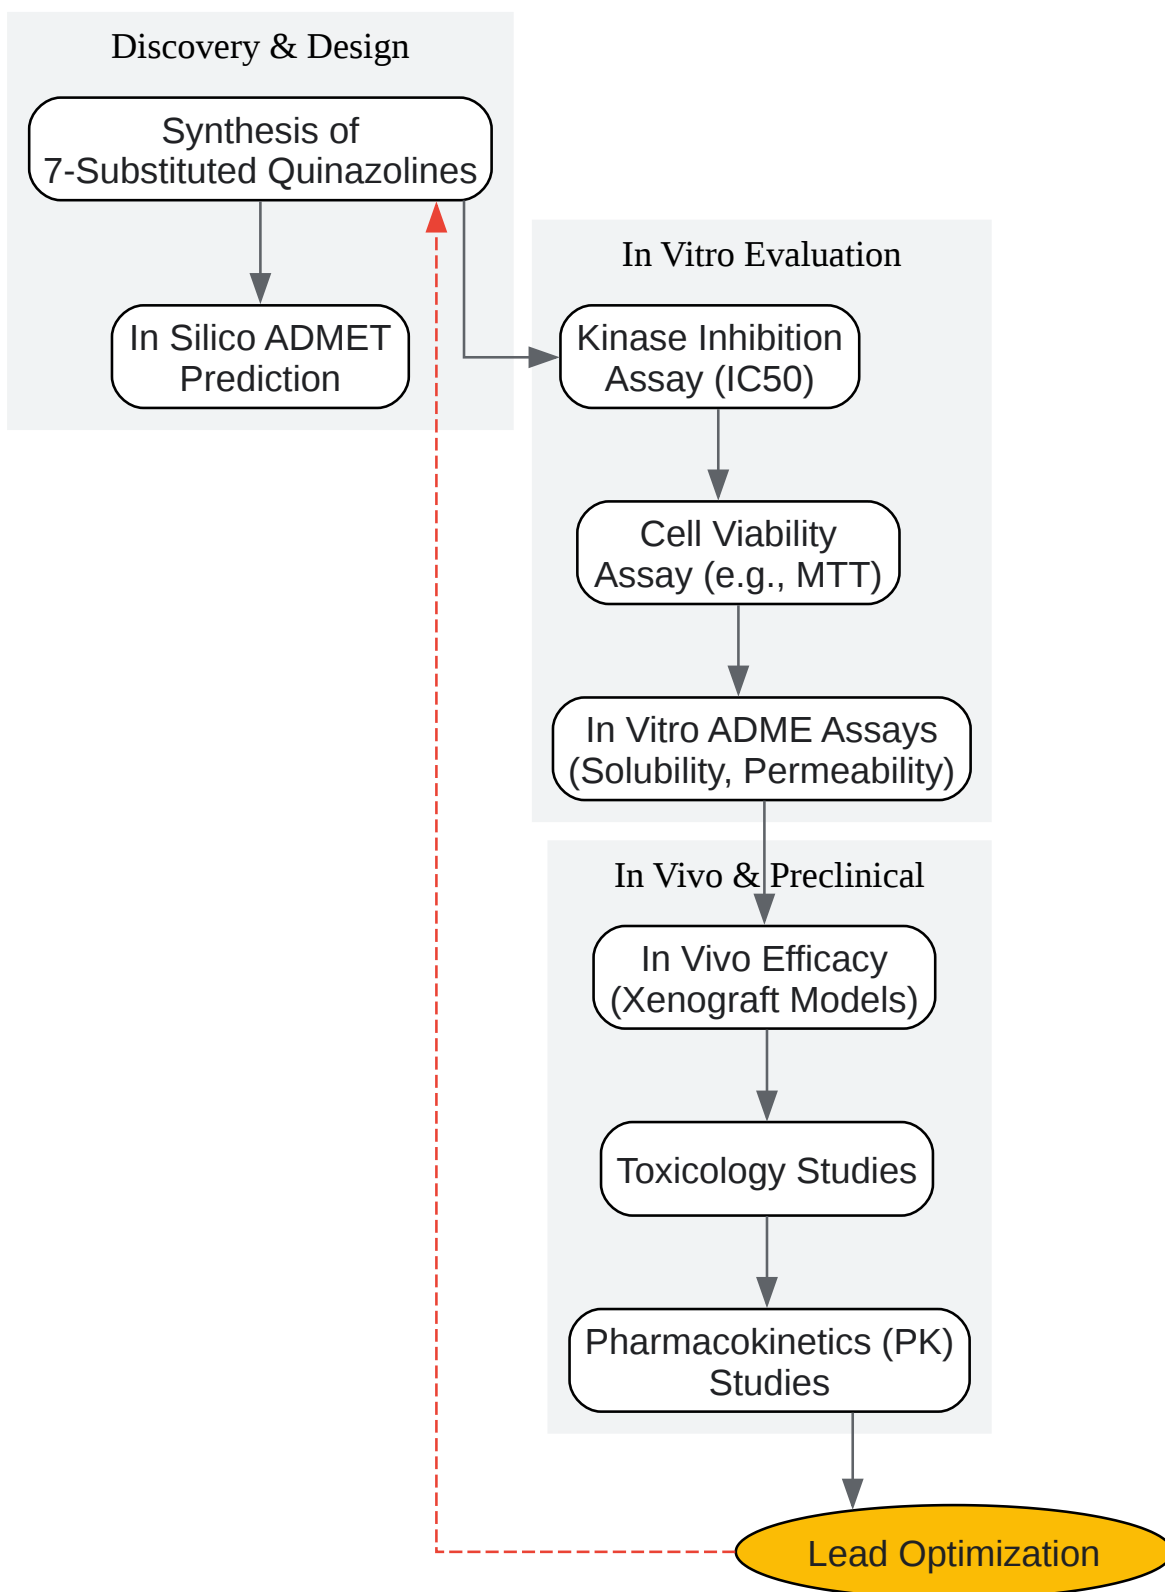 Discovery & Design
Synthesis of
7-Substituted Quinazolines
In Silico ADMET
Prediction
In Vitro Evaluation
Kinase Inhibition
Assay (IC50)
Cell Viability
Assay (e.g., MTT)
In Vitro ADME Assays
(Solubility, Permeability)
In Vivo & Preclinical
In Vivo Efficacy
(Xenograft Models)
Toxicology Studies
Pharmacokinetics (PK)
Studies
Lead Optimization